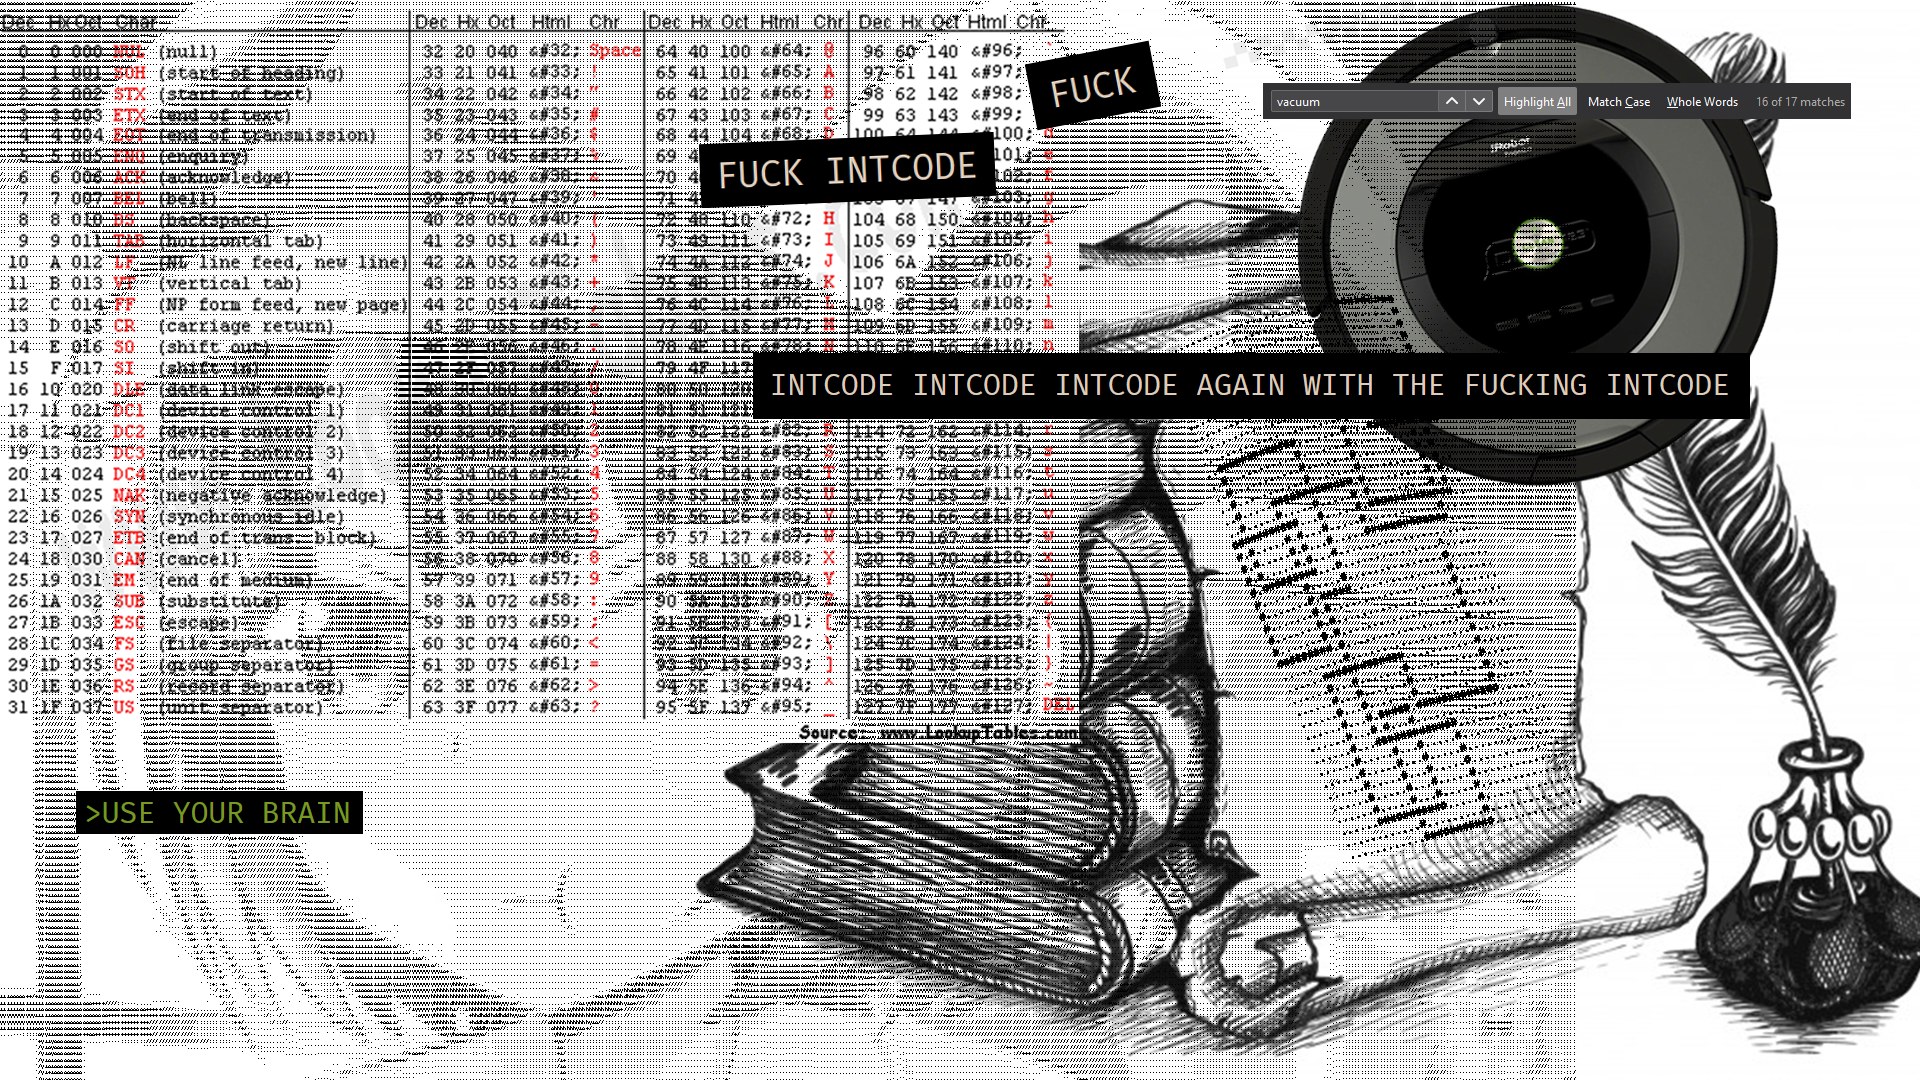 Dec Hx Oct Char Dec Hx Oct Html Chr Dec Hx Oct Html Chr Dec Hx Oct Html Chr
0 0 000 NUL (null) 32 20 040 &#32; Space 64 40 100 &#64; @ 96 60 140 &#96; `
1 1 001 SOH (start of heading) 33 21 041 &#33; ! 65 41 101 &#65; A 97 61 141 &#97;
2 2 002 STX (start of text) 34 22 042 &#34; " 66 42 102 &#66; B 98 62 142 &#98;
3 3 003 ETX (end of text) 35 23 043 &#35; # 67 43 103 &#67; C 99 63 143 &#99;
4 4 004 EOT (end of transmission) 36 24 044 &#36; $ 68 44 104 &#68; D 100 64 144 &#100; d
5 5 005 ENQ (enquiry) 37 25 045 &#37; % 69 101; e
6 6 006 ACK (acknowledge) 38 26 046 &#38; & 70 102; f
7 7 007 BEL (bell) 39 27 047 &#39; ' 71 147 &#103; g
8 8 010 BS (backspace) 40 28 050 &#40; ( 72 48 110 &#72; H 104 68 150 &#104; h
9 9 011 TAB (horizontal tab) 41 29 051 &#41; ) 73 49 111 &#73; I 105 69 151 &#105; i
10 A 012 LF (NL line feed, new line) 42 2A 052 &#42; * 74 4A 112 &#74; J 106 6A 152 &#106; j
11 B 013 VT (vertical tab) 43 2B 053 &#43; + 75 4B 113 &#75; K 107 6B 153 &#107; k
12 C 014 FF (NP form feed, new page) 44 2C 054 &#44; , 76 4C 114 &#76; L 108 6C 154 &#108; l
13 D 015 CR (carriage return) 45 2D 055 &#45; - 77 4D 115 &#77; M 109 6D 155 &#109; m
14 E 016 SO (shift out) 46 2E 056 &#46; . 78 4E 116 &#78; N 110 6E 156 &#110; n
15 F 017 SI (shift in) 47 2F 057 &#47; / 79 4F 117
16 10 020 DLE (data link escape)
17 11 021 DC1 (device control 1)
18 12 022 DC2 (device control 2) 50 32 062 &#50; 2 82 52 122 &#82; R 114 72 162 &#114; r
19 13 023 DC3 (device control 3) 51 33 063 &#51; 3 83 53 123 &#83; S 115 73 163 &#115; s
20 14 024 DC4 (device control 4) 52 34 064 &#52; 4 84 54 124 &#84; T 116 74 164 &#116; t
21 15 025 NAK (negative acknowledge) 53 35 065 &#53; 5 85 55 125 &#85; U 117 75 165 &#117; u
22 16 026 SYN (synchronous idle) 54 36 066 &#54; 6 86 56 126 &#86; V 118 76 166 &#118; v
23 17 027 ETB (end of trans. block) 55 37 067 &#55; 7 87 57 127 &#87; W 119 77 167 &#119; w
24 18 030 CAN (cancel) 56 38 070 &#56; 8 88 58 130 &#88; X 120 78 170 &#120; x
25 19 031 EM (end of medium) 57 39 071 &#57; 9 89 59 131 &#89; Y 121 79 171 &#121; y
26 1A 032 SUB (substitute) 58 3A 072 &#58; : 90 5A 132 &#90; Z 122 7A 172 &#122; z
27 1B 033 ESC (escape) 59 3B 073 &#59; ; 91 5B 133 &#91; [ 123 7B 173 &#123; {
28 1C 034 FS (file separator) 60 3C 074 &#60; < 92 5C 134 &#92; \ 124 7C 174 &#124; |
29 1D 035 GS (group separator) 61 3D 075 &#61; = 93 5D 135 &#93; ] 125 7D 175 &#125; }
30 1E 036 RS (record separator) 62 3E 076 &#62; > 94 5E 136 &#94; ^ 126 7E 176 &#126; ~
31 1F 037 US (unit separator) 63 3F 077 &#63; ? 95 5F 137 &#95; _ 127 7F 177 &#127; DEL
Source: www.LookupTables.com
FUCK
FUCK INTCODE
vacuum Highlight All Match Case Whole Words 16 of 17 matches
iRobot
INTCODE INTCODE INTCODE AGAIN WITH THE FUCKING INTCODE
>USE YOUR BRAIN